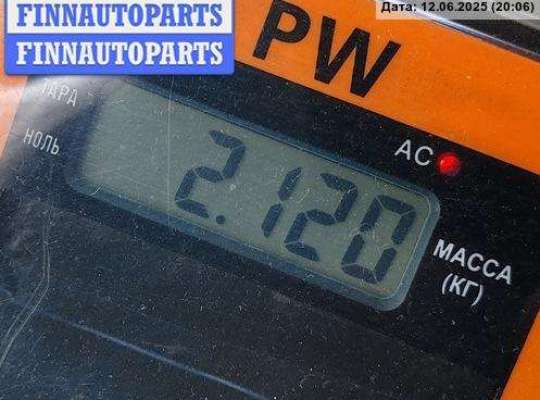 FINNAUTOPARTS
FINNAUTOPARTS
Дата: 12.06.2025 (20:06)
PW
ТАРА
НОЛЬ
AC
2.120
МАССА
(КГ)